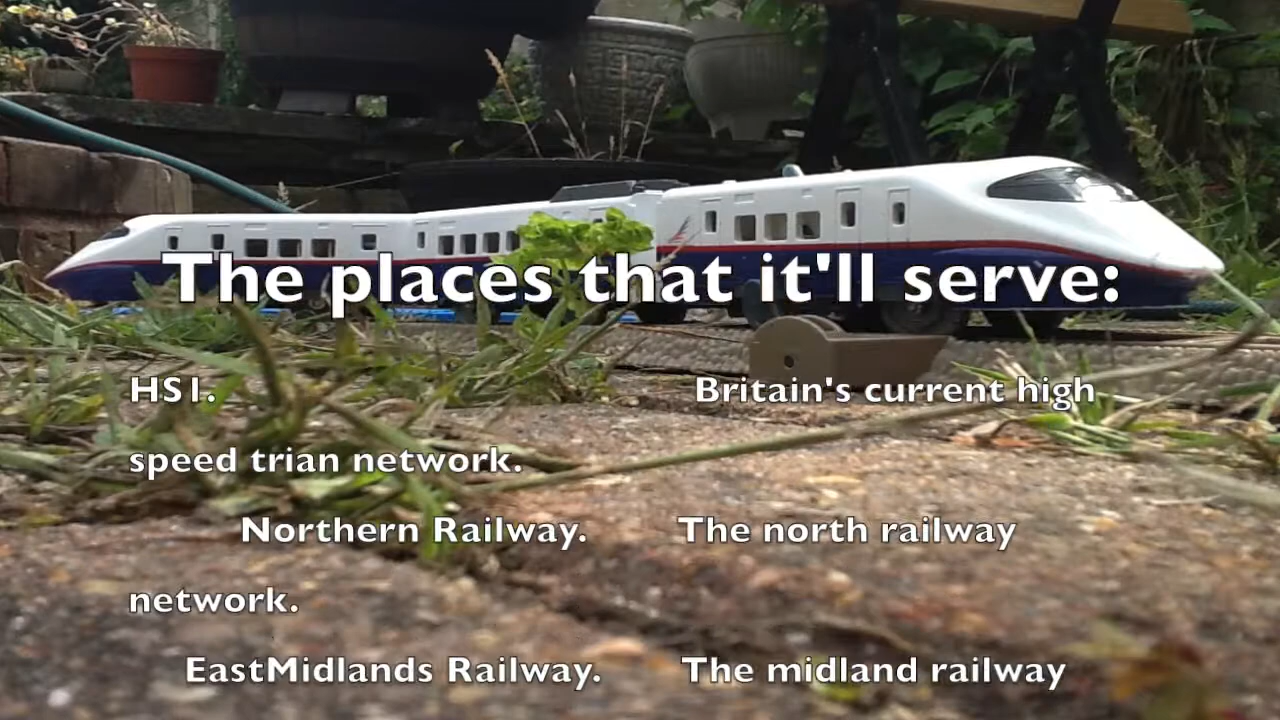 The places that it'll serve:
HS1. Britain's current high
speed trian network.
Northern Railway. The north railway
network.
EastMidlands Railway. The midland railway